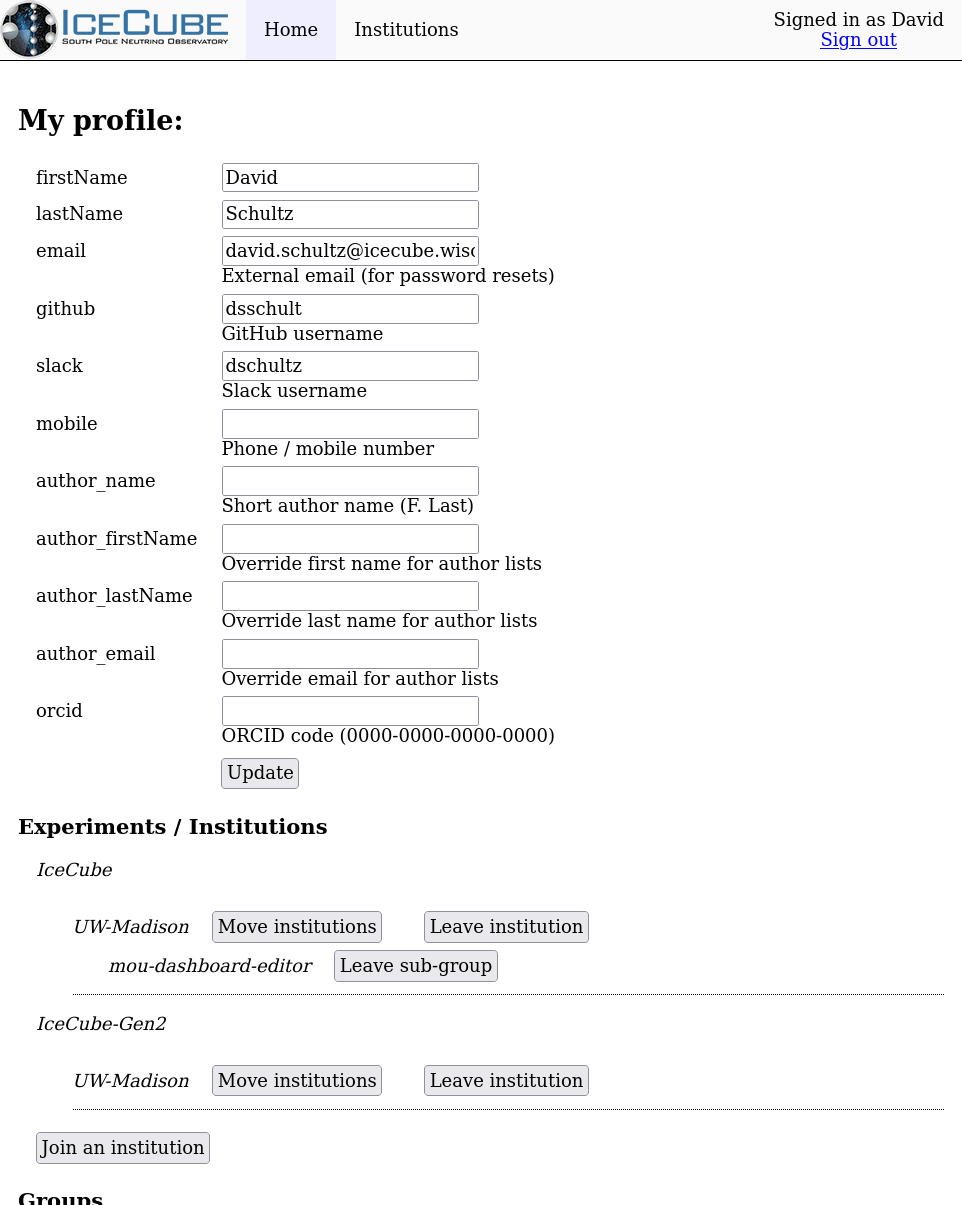 ICECUBE
SOUTH POLE NEUTRINO OBSERVATORY
Home Institutions
Signed in as David
Sign out
My profile:
firstName David
lastName Schultz
email david.schultz@icecube.wisc
External email (for password resets)
github dsschult
GitHub username
slack dschultz
Slack username
mobile
Phone / mobile number
author_name
Short author name (F. Last)
author_firstName
Override first name for author lists
author_lastName
Override last name for author lists
author_email
Override email for author lists
orcid
ORCID code (0000-0000-0000-0000)
Update
Experiments / Institutions
IceCube
UW-Madison Move institutions Leave institution
mou-dashboard-editor Leave sub-group
IceCube-Gen2
UW-Madison Move institutions Leave institution
Join an institution
Groups